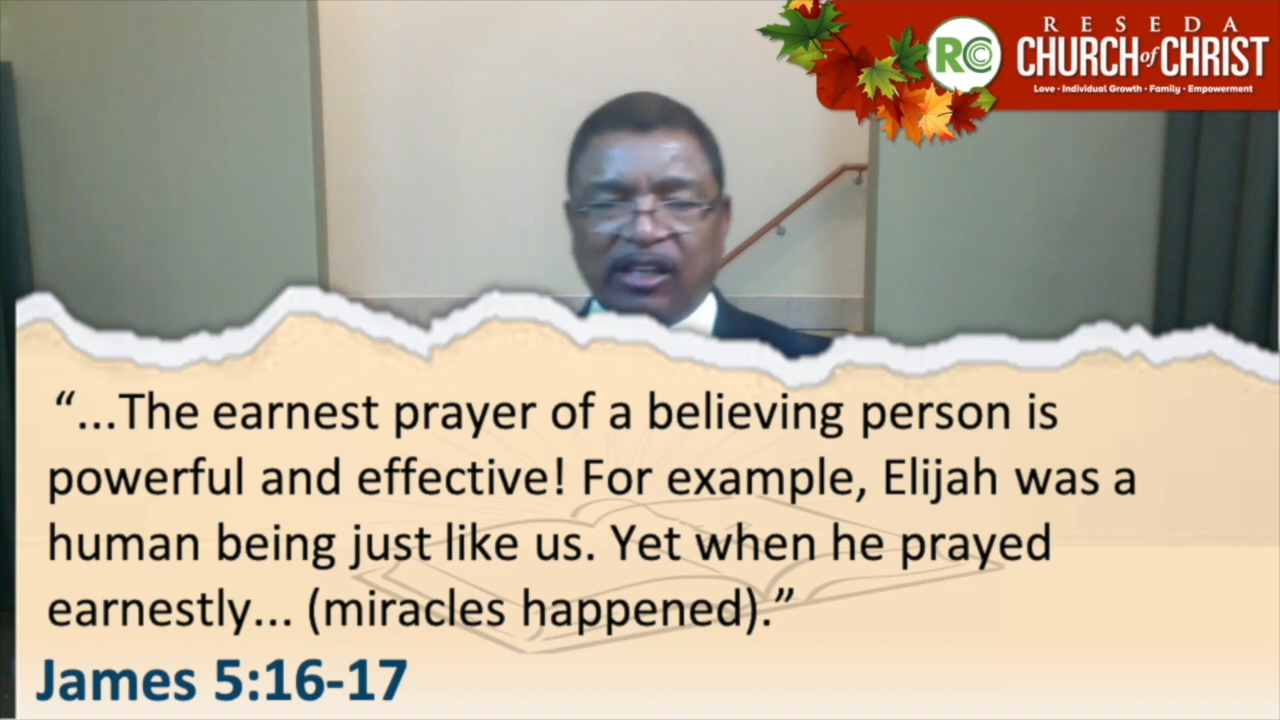 RESEDA
RC
CHURCH of CHRIST
Love • Individual Growth • Family • Empowerment
“...The earnest prayer of a believing person is
powerful and effective! For example, Elijah was a
human being just like us. Yet when he prayed
earnestly... (miracles happened).”
James 5:16-17